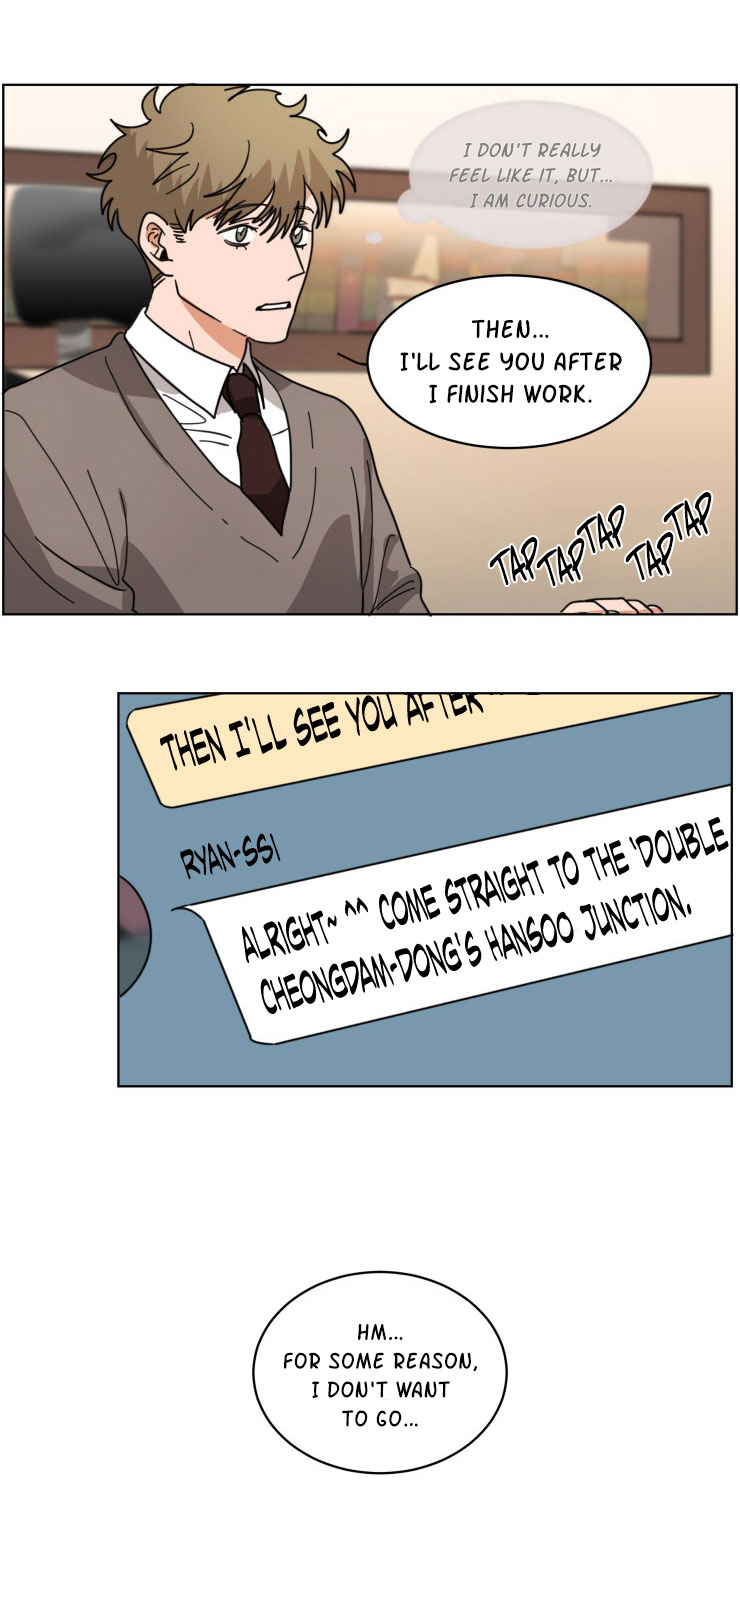 I DON'T REALLY
FEEL LIKE IT, BUT...
I AM CURIOUS.
THEN...
I'LL SEE YOU AFTER
I FINISH WORK.
TAP TAP TAP TAP TAP
THEN I'LL SEE YOU AFTER
RYAN-SSI
ALRIGHT~ ^^ COME STRAIGHT TO THE 'DOUBLE
CHEONGDAM-DONG'S HANSOO JUNCTION.
HM...
FOR SOME REASON,
I DON'T WANT
TO GO...